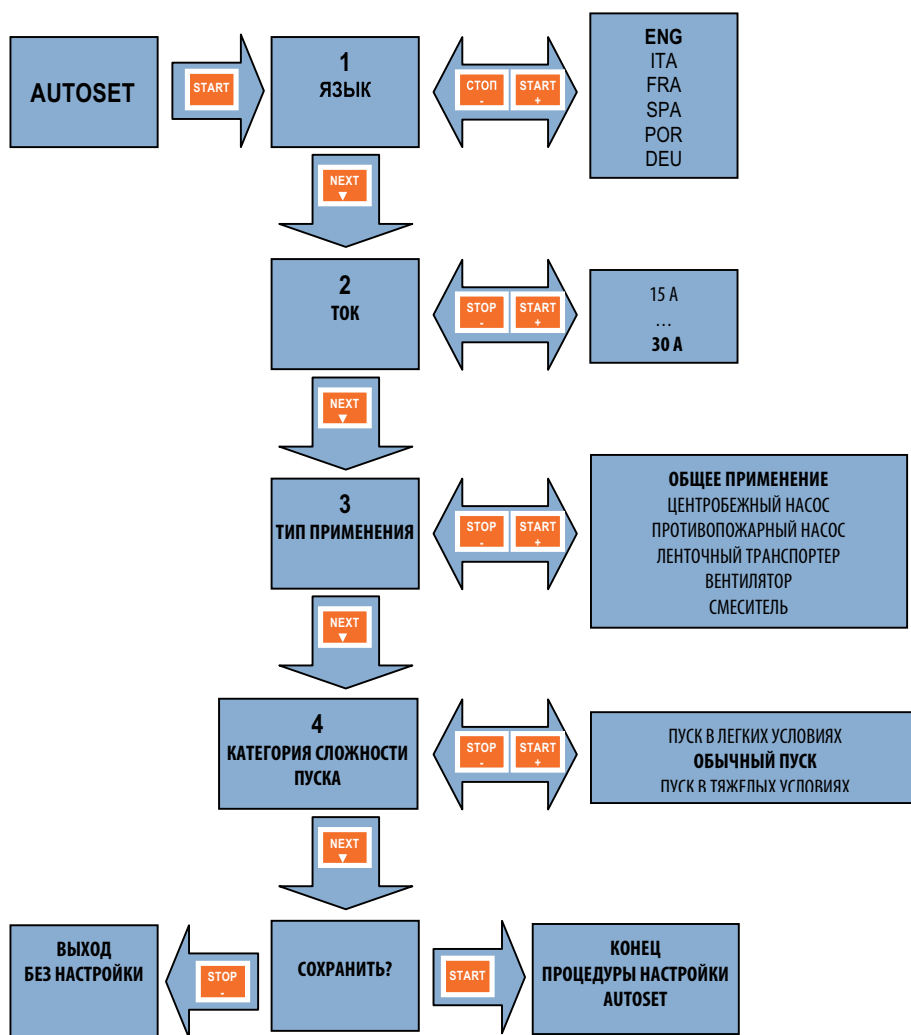 AUTOSET
START
1
ЯЗЫК
СТОП
-
START
+
ENG
ITA
FRA
SPA
POR
DEU
NEXT
▼
2
ТОК
STOP
-
START
+
15 А
...
30 А
NEXT
▼
3
ТИП ПРИМЕНЕНИЯ
STOP
-
START
+
ОБЩЕЕ ПРИМЕНЕНИЕ
ЦЕНТРОБЕЖНЫЙ НАСОС
ПРОТИВОПОЖАРНЫЙ НАСОС
ЛЕНТОЧНЫЙ ТРАНСПОРТЕР
ВЕНТИЛЯТОР
СМЕСИТЕЛЬ
NEXT
▼
4
КАТЕГОРИЯ СЛОЖНОСТИ
ПУСКА
STOP
-
START
+
ПУСК В ЛЕГКИХ УСЛОВИЯХ
ОБЫЧНЫЙ ПУСК
ПУСК В ТЯЖЕЛЫХ УСЛОВИЯХ
NEXT
▼
ВЫХОД
БЕЗ НАСТРОЙКИ
STOP
-
СОХРАНИТЬ?
START
КОНЕЦ
ПРОЦЕДУРЫ НАСТРОЙКИ
AUTOSET